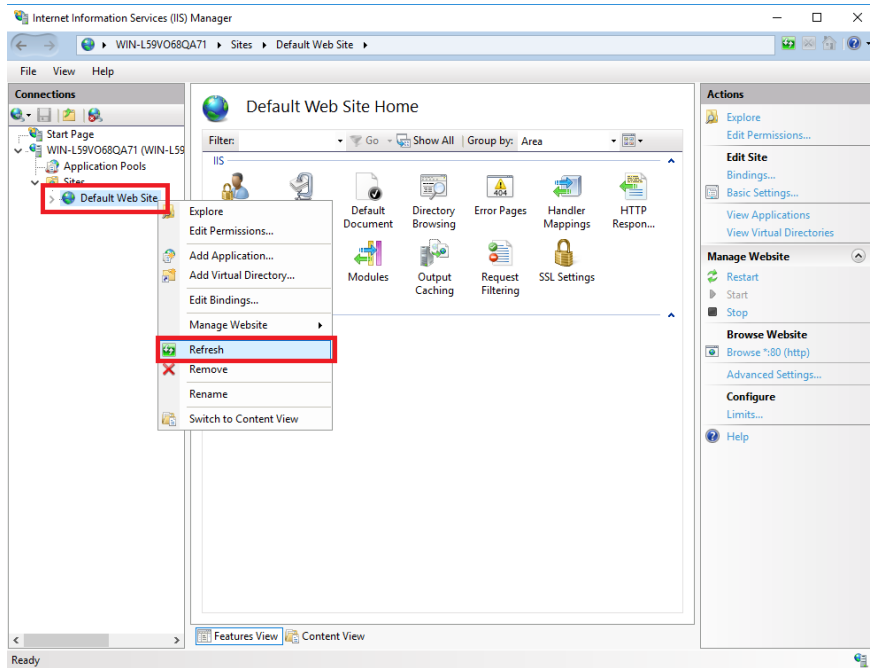 Internet Information Services (IIS) Manager
WIN-L59VO68QA71 Sites Default Web Site
File View Help
Connections
Start Page
WIN-L59VO68QA71 (WIN-L59
Application Pools
Sites
Default Web Site
Default Web Site Home
Filter: Go Show All Group by: Area
IIS
Default Document
Directory Browsing
Error Pages
404
Handler Mappings
HTTP Respon...
Modules
Output Caching
Request Filtering
SSL Settings
Explore
Edit Permissions...
Add Application...
Add Virtual Directory...
Edit Bindings...
Manage Website
Refresh
Remove
Rename
Switch to Content View
Features View Content View
Actions
Explore
Edit Permissions...
Edit Site
Bindings...
Basic Settings...
View Applications
View Virtual Directories
Manage Website
Restart
Start
Stop
Browse Website
Browse *:80 (http)
Advanced Settings...
Configure
Limits...
Help
Ready